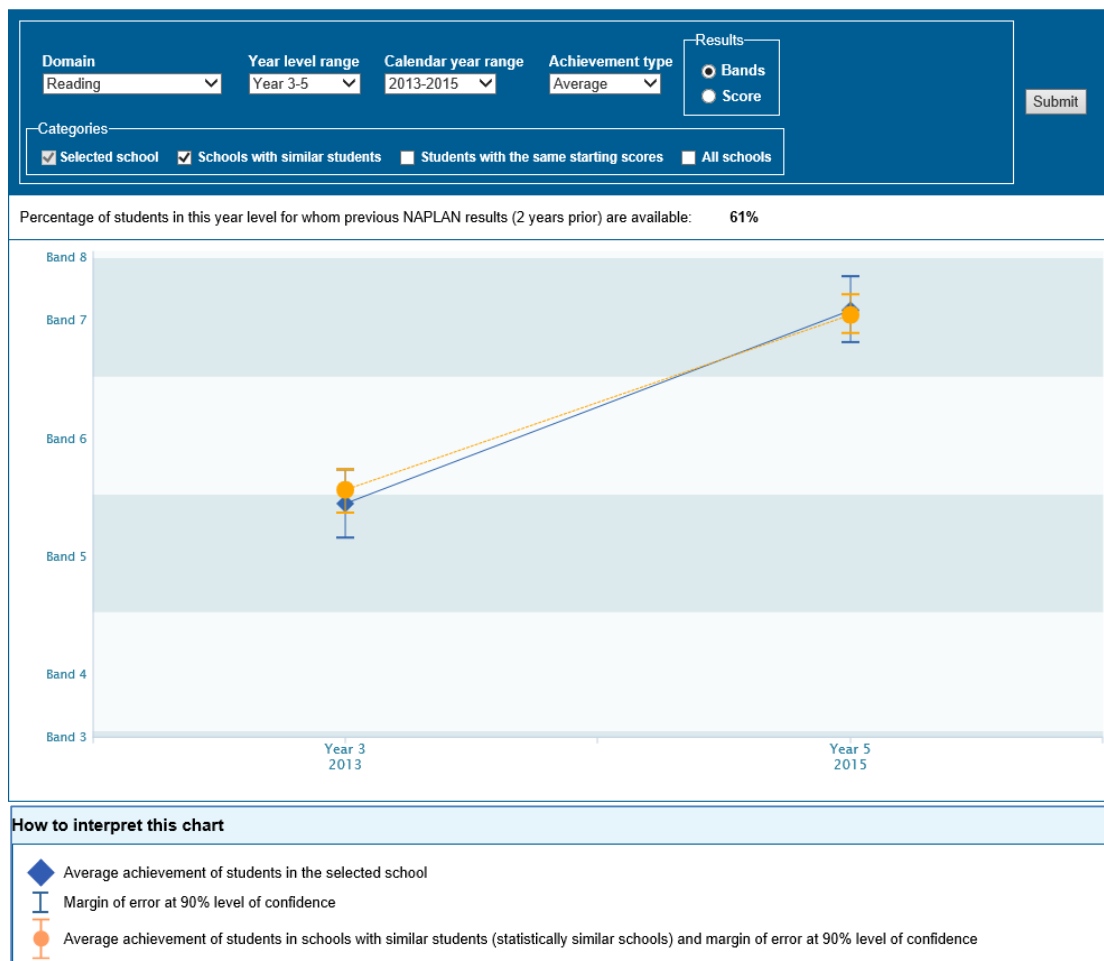 Results
Domain Year level range Calendar year range Achievement type
Reading Year 3-5 2013-2015 Average
Bands
Score
Submit
Categories
Selected school Schools with similar students Students with the same starting scores All schools
Percentage of students in this year level for whom previous NAPLAN results (2 years prior) are available: 61%
Band 8
Band 7
Band 6
Band 5
Band 4
Band 3
Year 3 Year 5
2013 2015
How to interpret this chart
Average achievement of students in the selected school
Margin of error at 90% level of confidence
Average achievement of students in schools with similar students (statistically similar schools) and margin of error at 90% level of confidence